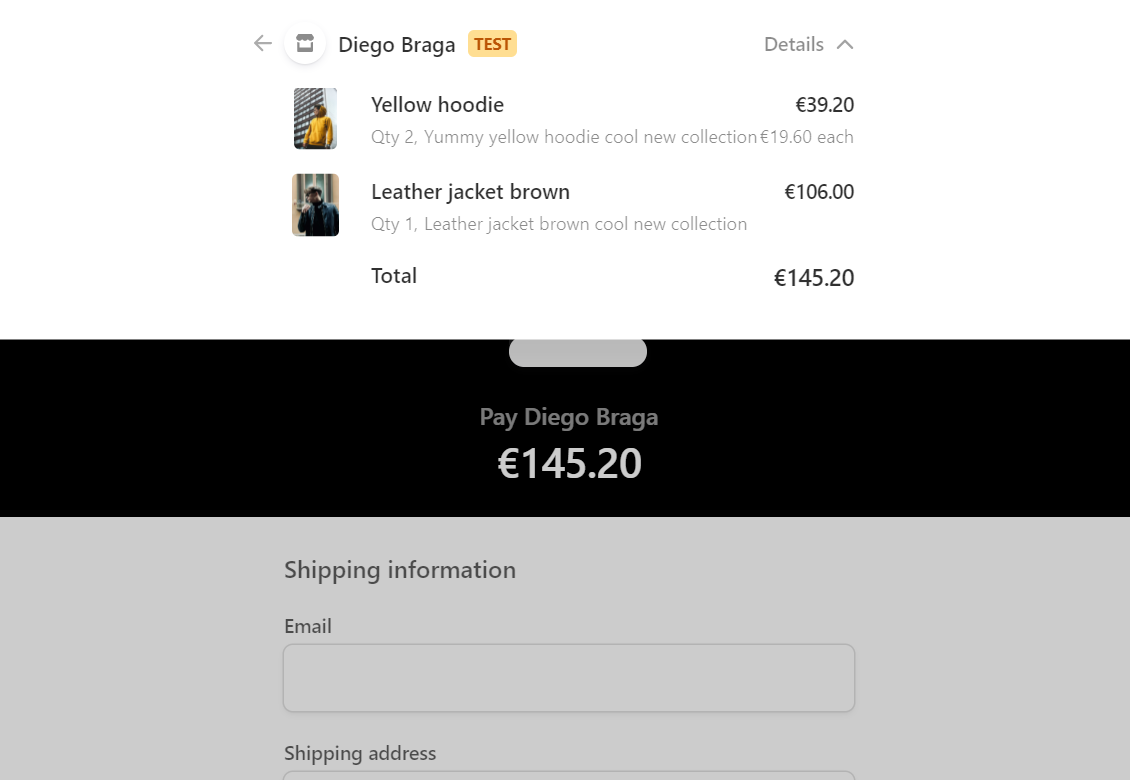 Diego Braga TEST Details
Yellow hoodie €39.20
Qty 2, Yummy yellow hoodie cool new collection €19.60 each
Leather jacket brown €106.00
Qty 1, Leather jacket brown cool new collection
Total €145.20
Pay Diego Braga
€145.20
Shipping information
Email
Shipping address